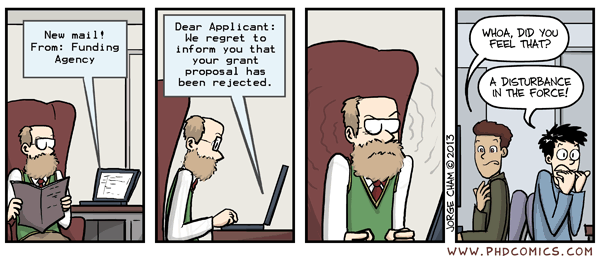 New mail!
From: Funding
Agency
Dear Applicant:
We regret to
inform you that
your grant
proposal has
been rejected.
WHOA, DID YOU
FEEL THAT?
A DISTURBANCE
IN THE FORCE!
JORGE CHAM © 2013
WWW.PHDCOMICS.COM